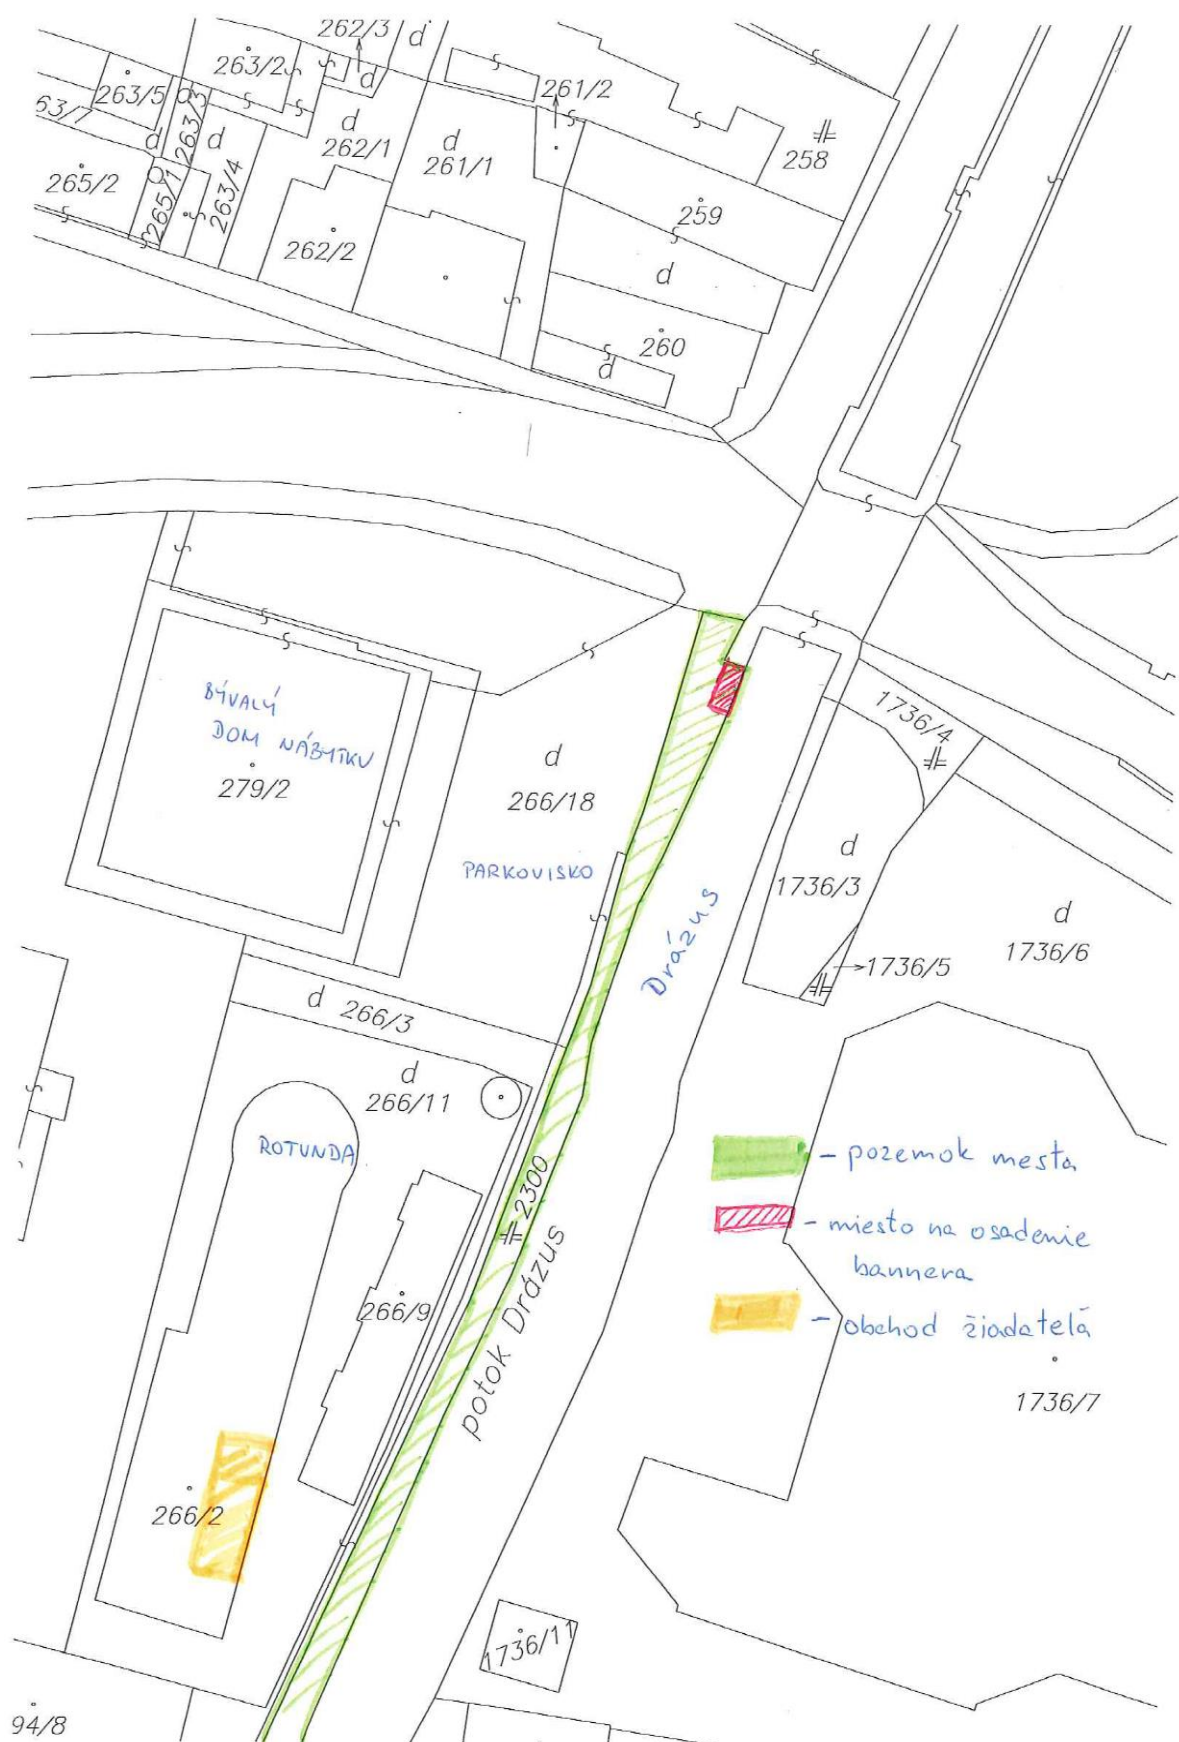 262/3
d
263/2
d
261/2
263/5
d
263/3
63/1
d
262/1
d
261/1
258
d
d
265/2
265/1
263/4
259
262/2
d
260
d
BÝVALÝ
DOM NÁBYTKU
279/2
d
266/18
1736/4
PARKOVISKO
d
1736/3
Drázus
d
1736/6
1736/5
d 266/3
d
266/11
ROTUNDA
- pozemok mesta
2300
- miesto na osadenie
bannera
potok Drázus
266/9
- obchod žiadateľa
1736/7
266/2
1736/11
94/8